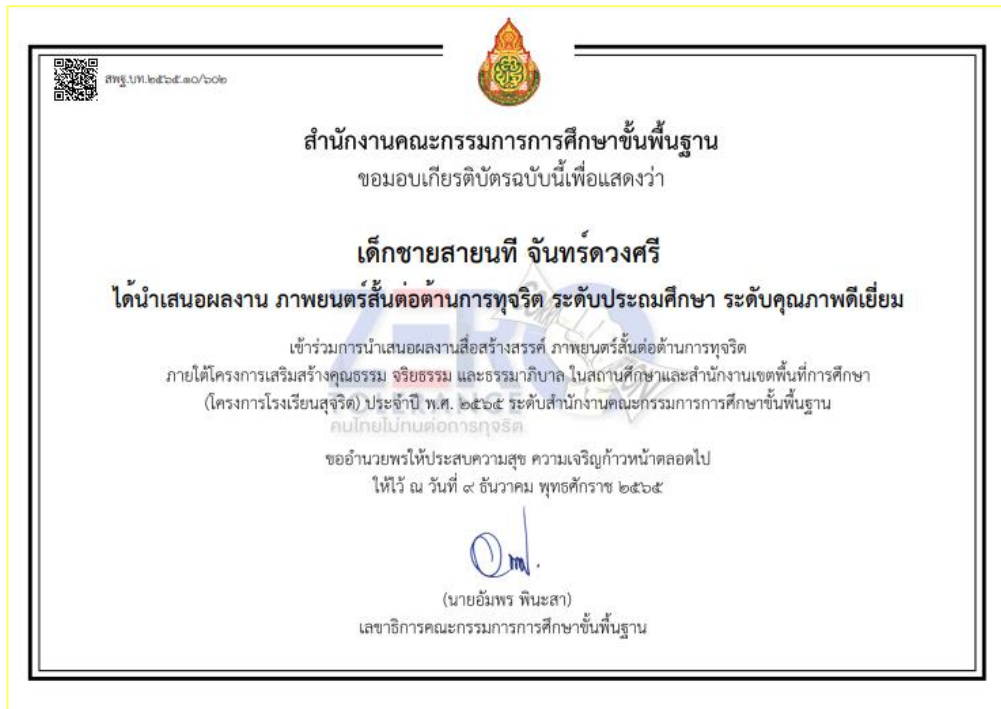 สพฐ.บท.๒๕๖๕.๑๐/๖๐๒
สำนักงานคณะกรรมการการศึกษาขั้นพื้นฐาน
ขอมอบเกียรติบัตรฉบับนี้เพื่อแสดงว่า
เด็กชายสายนที จันทร์ดวงศรี
ได้นำเสนอผลงาน ภาพยนตร์สั้นต่อต้านการทุจริต ระดับประถมศึกษา ระดับคุณภาพดีเยี่ยม
เข้าร่วมการนำเสนอผลงานสื่อสร้างสรรค์ ภาพยนตร์สั้นต่อต้านการทุจริต
ภายใต้โครงการเสริมสร้างคุณธรรม จริยธรรม และธรรมาภิบาล ในสถานศึกษาและสำนักงานเขตพื้นที่การศึกษา
(โครงการโรงเรียนสุจริต) ประจำปี พ.ศ. ๒๕๖๕ ระดับสำนักงานคณะกรรมการการศึกษาขั้นพื้นฐาน
ZERO
CORRUPTION
TOLERANCE
คนไทยไม่ทนต่อการทุจริต
ขออำนวยพรให้ประสบความสุข ความเจริญก้าวหน้าตลอดไป
ให้ไว้ ณ วันที่ ๙ ธันวาคม พุทธศักราช ๒๕๖๕
(นายอัมพร พินะสา)
เลขาธิการคณะกรรมการการศึกษาขั้นพื้นฐาน